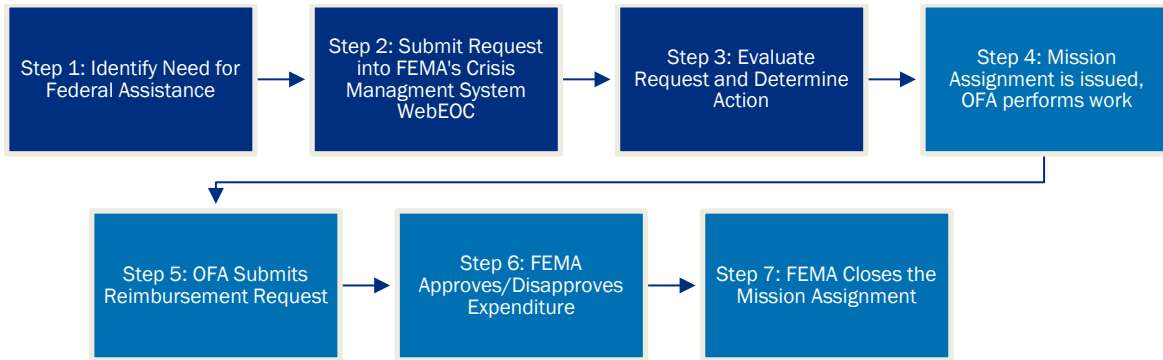 Step 1: Identify Need for
Federal Assistance
Step 2: Submit Request
into FEMA's Crisis
Managment System
WebEOC
Step 3: Evaluate
Request and Determine
Action
Step 4: Mission
Assignment is issued,
OFA performs work
Step 5: OFA Submits
Reimbursement Request
Step 6: FEMA
Approves/Disapproves
Expenditure
Step 7: FEMA Closes the
Mission Assignment